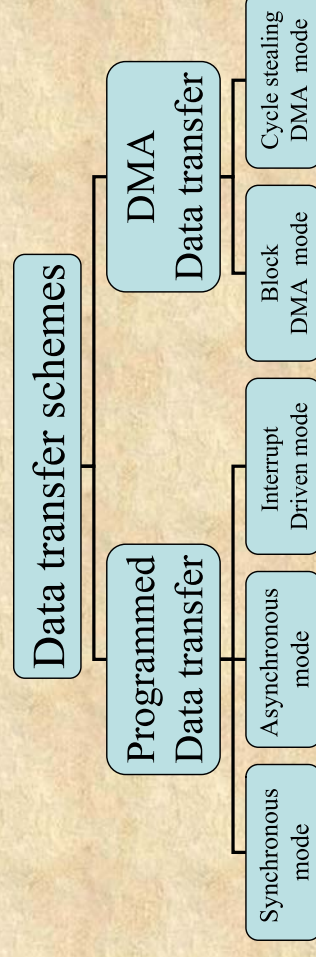 Data transfer schemes
Programmed
Data transfer
DMA
Data transfer
Synchronous
mode
Asynchronous
mode
Interrupt
Driven mode
Block
DMA mode
Cycle stealing
DMA mode